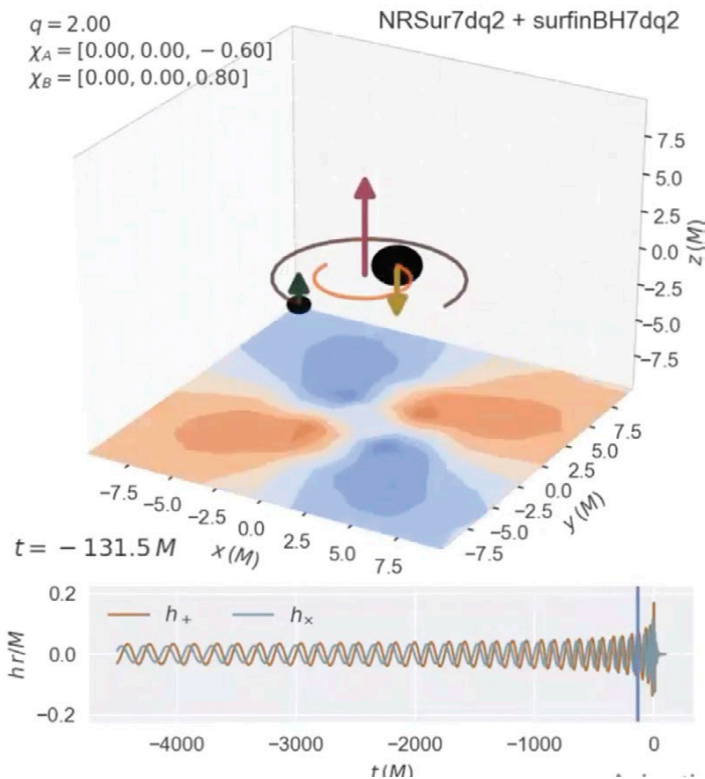 q = 2.00
NRSur7dq2 + surfinBH7dq2
χA = [0.00, 0.00, −0.60]
χB = [0.00, 0.00, 0.80]
7.5
5.0
2.5
0.0
−2.5
−5.0
−7.5
z (M)
−7.5
−5.0
−2.5
0.0
2.5
5.0
7.5
x (M)
7.5
5.0
2.5
0.0
−2.5
−5.0
−7.5
y (M)
t = −131.5 M
h+
h×
0.2
0.0
−0.2
h r/M
−4000
−3000
−2000
−1000
0
t (M)